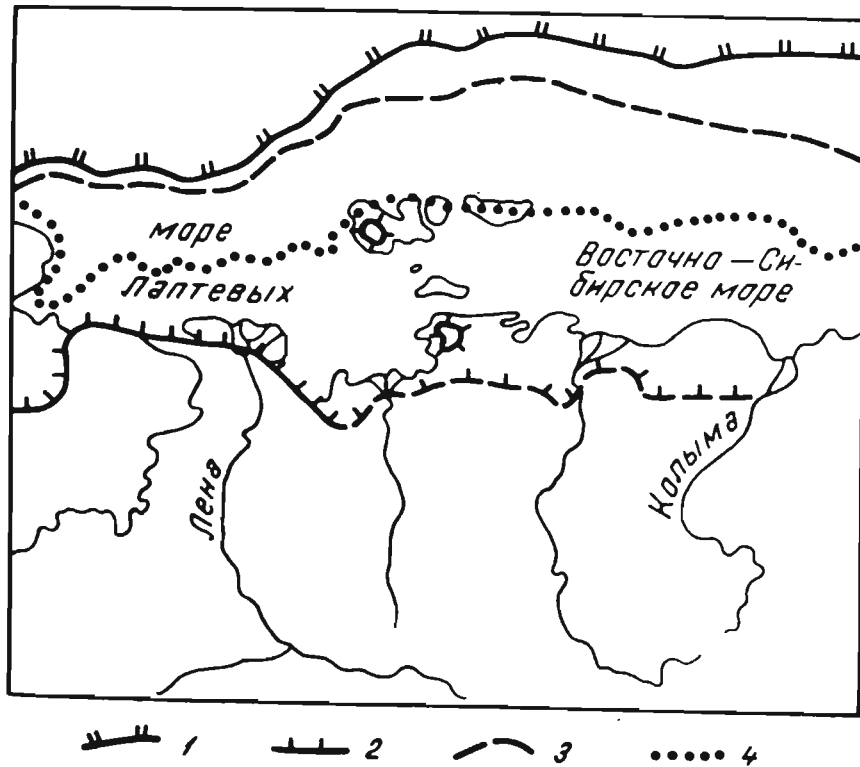 море
Лаптевых
Восточно – Си-
бирское море
Лена
Колыма
1 2 3 4